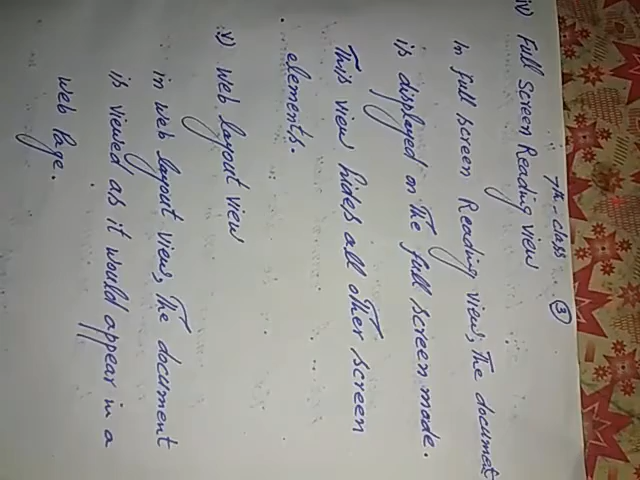 7th - class ③
iv) Full Screen Reading view
In full screen Reading view, The document
is displayed on The full screen mode.
This view hides all other screen
elements.
v) Web layout view
in web layout view, The document
is viewed as it would appear in a
Web Page.